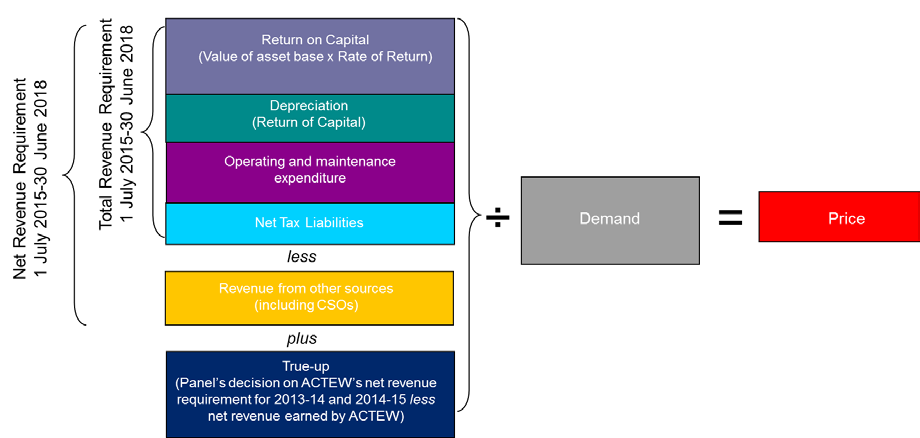 Net Revenue Requirement
1 July 2015-30 June 2018
Total Revenue Requirement
1 July 2015-30 June 2018
Return on Capital
(Value of asset base x Rate of Return)
Depreciation
(Return of Capital)
Operating and maintenance
expenditure
Net Tax Liabilities
less
Revenue from other sources
(including CSOs)
plus
True-up
(Panel's decision on ACTEW's net revenue
requirement for 2013-14 and 2014-15 less
net revenue earned by ACTEW)
÷
Demand
=
Price